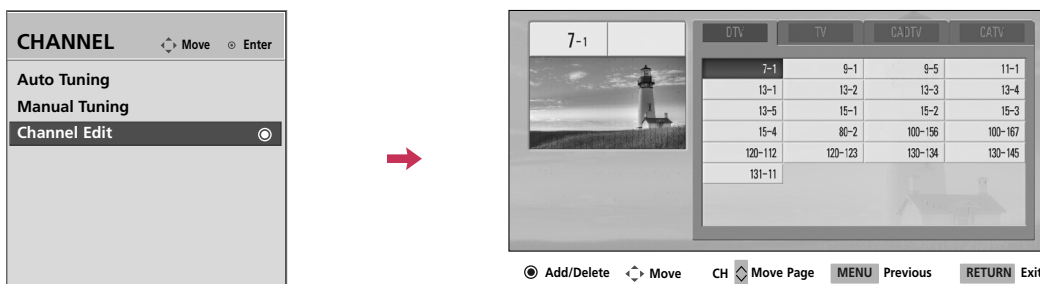 CHANNEL Move Enter
Auto Tuning
Manual Tuning
Channel Edit
7-1
DTV TV CADTV CATV
7-1 9-1 9-5 11-1
13-1 13-2 13-3 13-4
13-5 15-1 15-2 15-3
15-4 80-2 100-156 100-167
120-112 120-123 130-134 130-145
131-11
Add/Delete Move CH Move Page MENU Previous RETURN Exit